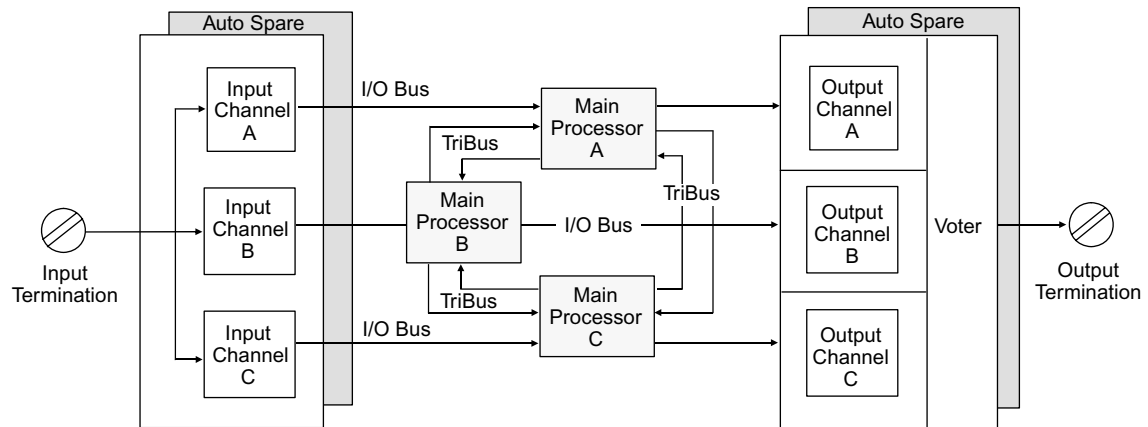 Auto Spare
Input
Channel
A
I/O Bus
Main
Processor
A
TriBus
Input
Channel
B
Main
Processor
B
I/O Bus
TriBus
TriBus
Input
Channel
C
I/O Bus
Main
Processor
C
Input
Termination
Auto Spare
Output
Channel
A
Output
Channel
B
Output
Channel
C
Voter
Output
Termination